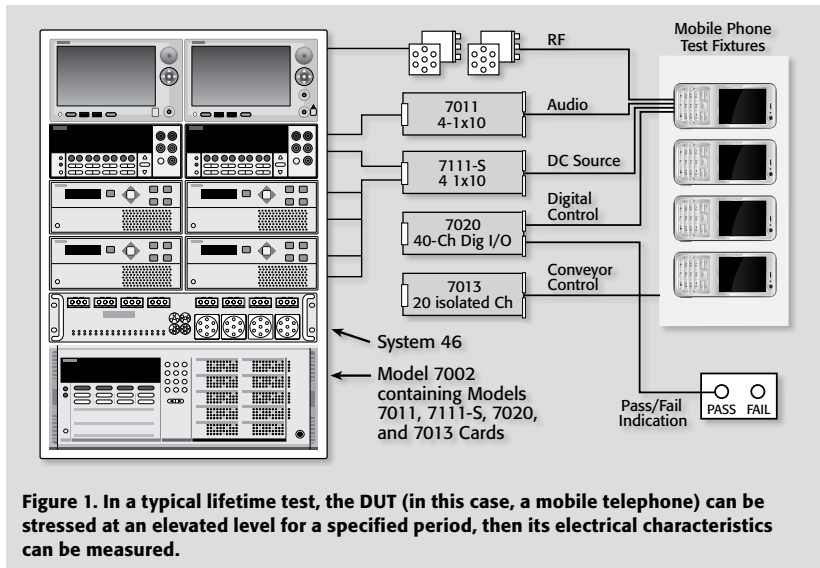 RF
Mobile Phone
Test Fixtures
7011
4-1x10
Audio
7111-S
4 1x10
DC Source
Digital
Control
7020
40-Ch Dig I/O
Conveyor
Control
7013
20 isolated Ch
System 46
Model 7002
containing Models
7011, 7111-S, 7020,
and 7013 Cards
Pass/Fail
Indication
PASS FAIL
Figure 1. In a typical lifetime test, the DUT (in this case, a mobile telephone) can be
stressed at an elevated level for a specified period, then its electrical characteristics
can be measured.